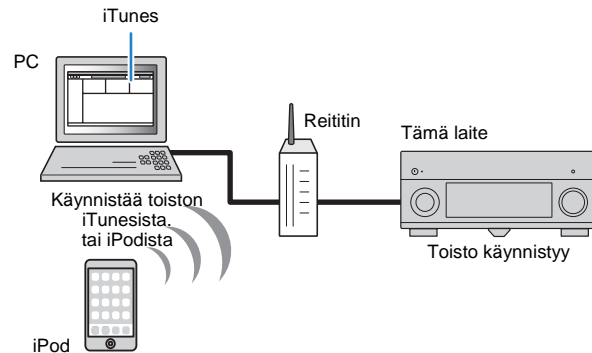 iTunes
PC
Reititin
Tämä laite
Käynnistää toiston
iTunesista.
tai iPodista
Toisto käynnistyy
iPod